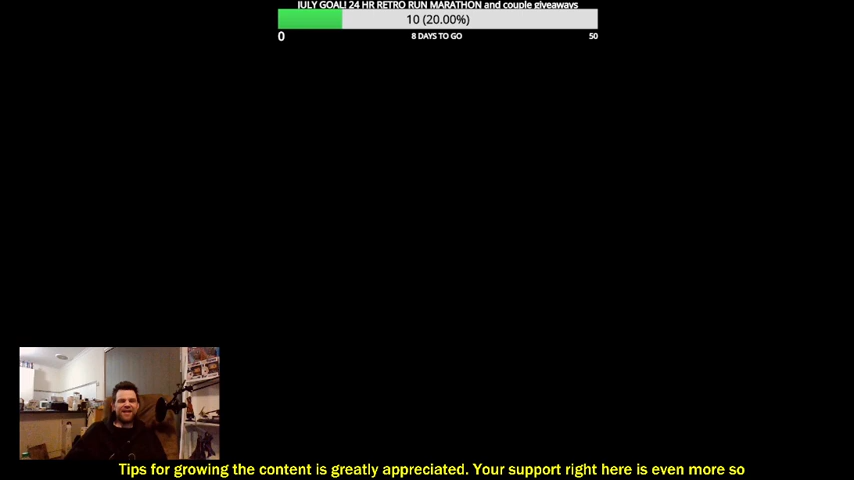 JULY GOAL! 24 HR RETRO RUN MARATHON and couple giveaways
10 (20.00%)
0 8 DAYS TO GO 50
Tips for growing the content is greatly appreciated. Your support right here is even more so